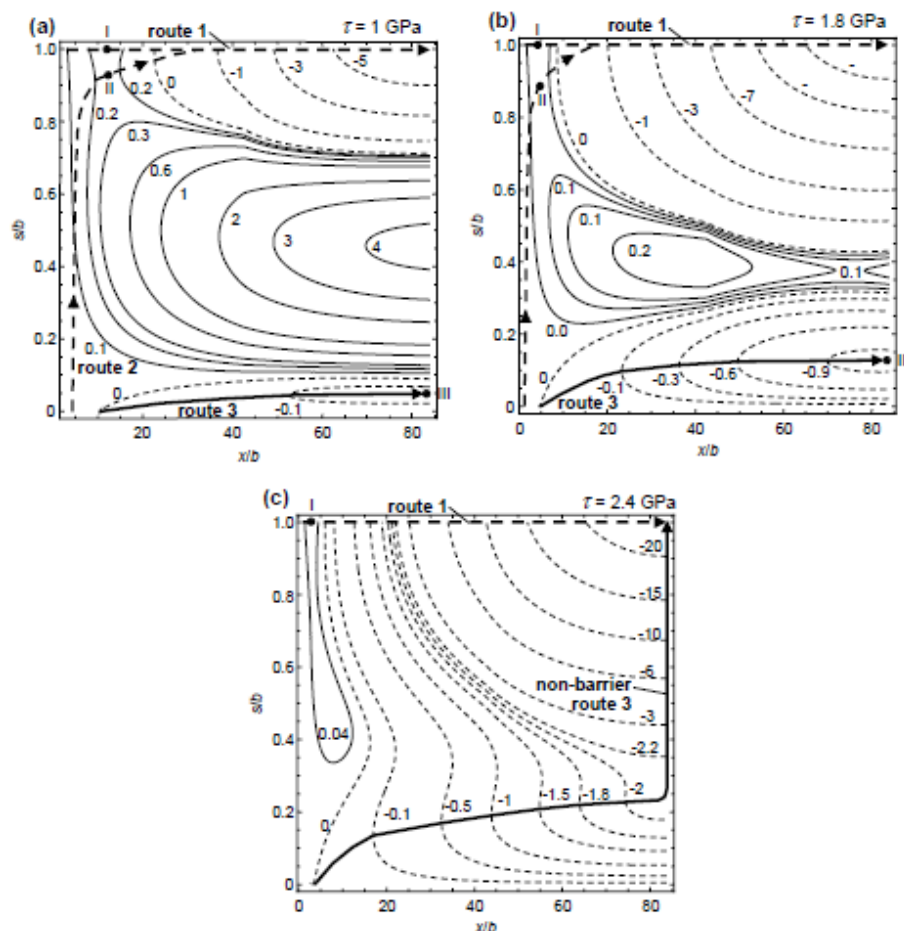 (a)
I
route 1
τ = 1 GPa
1.0
0.8
0.6
0.4
0.2
0
s/b
II
0.2
0
-1
-3
-5
0.2
0.3
0.6
1
2
3
4
0.1
route 2
0
route 3
-0.1
III
20
40
60
80
x/b
(b)
I
route 1
τ = 1.8 GPa
1.0
0.8
0.6
0.4
0.2
0
s/b
II
0
-1
-3
-7
-
-
-
0.1
0.1
0.2
0.1
0.0
0
-0.1
-0.3
-0.6
-0.9
route 3
20
40
60
80
x/b
(c)
I
route 1
τ = 2.4 GPa
1.0
0.8
0.6
0.4
0.2
0
s/b
-20
-15
-10
non-barrier
route 3
-3
-2.2
0.04
0
-0.1
-0.5
-1
-1.5
-1.8
-2
20
40
60
80
x/b